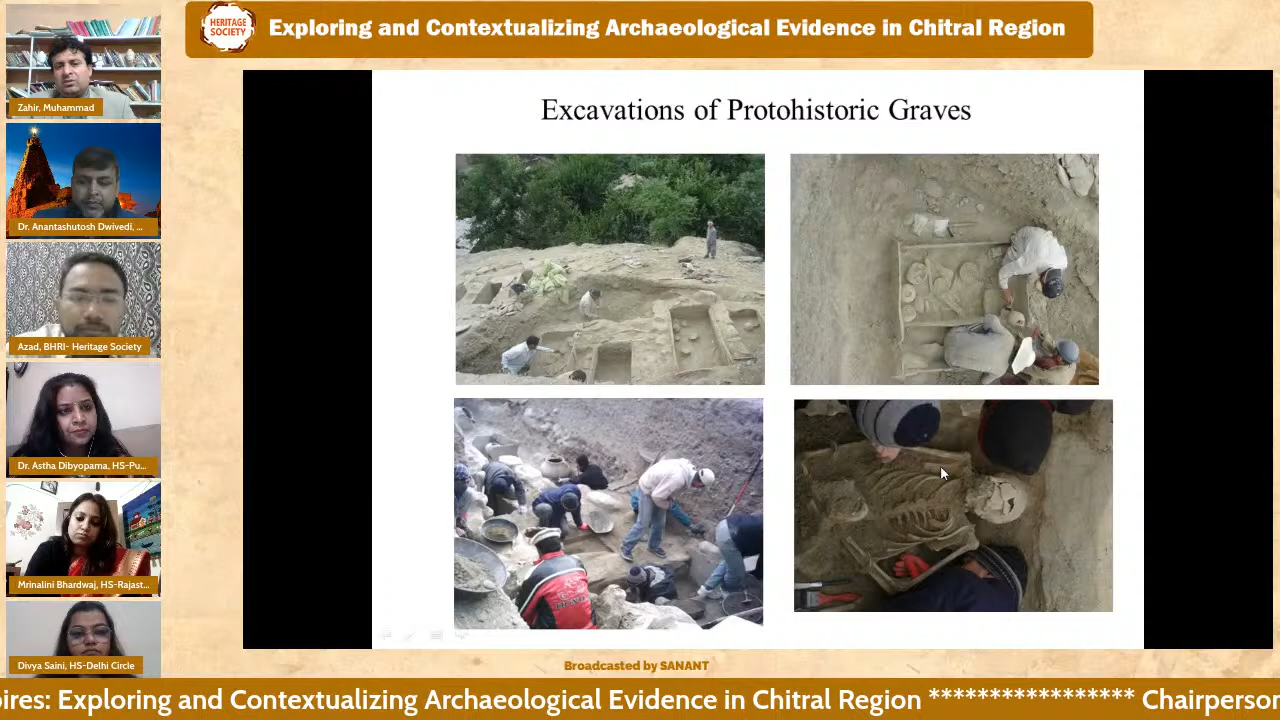 HERITAGE
SOCIETY
Exploring and Contextualizing Archaeological Evidence in Chitral Region
Zahir, Muhammad
Dr. Anantashutosh Dwivedi, ...
Azad, BHRI- Heritage Society
Dr. Astha Dibyopama, HS-Pu...
Mrinalini Bhardwaj, HS-Rajast...
Divya Saini, HS-Delhi Circle
Excavations of Protohistoric Graves
Broadcasted by SANANT
pires: Exploring and Contextualizing Archaeological Evidence in Chitral Region ***************** Chairperson